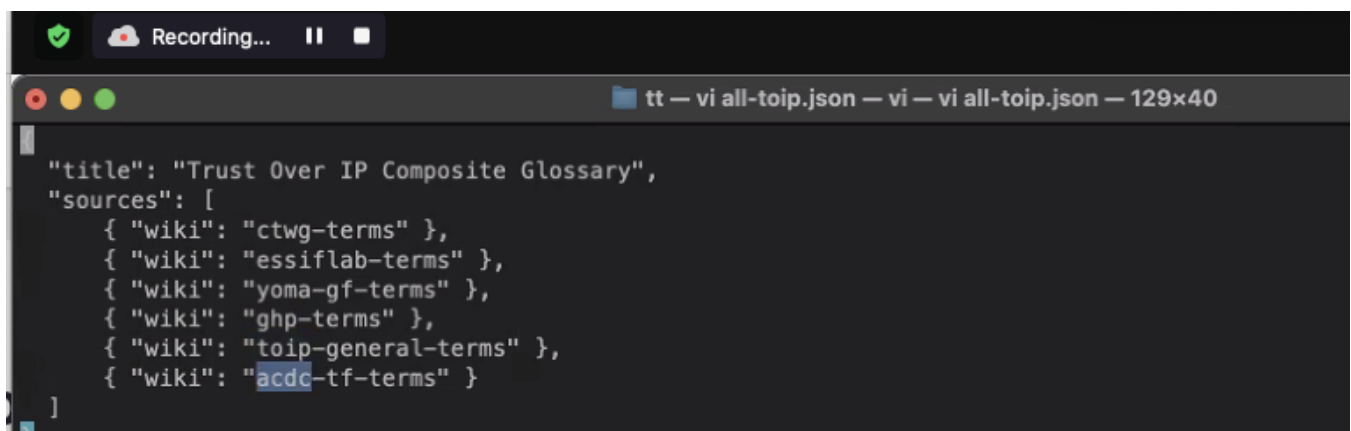 Recording...
tt — vi all-toip.json — vi — vi all-toip.json — 129×40
{
"title": "Trust Over IP Composite Glossary",
"sources": [
{ "wiki": "ctwg-terms" },
{ "wiki": "essiflab-terms" },
{ "wiki": "yoma-gf-terms" },
{ "wiki": "ghp-terms" },
{ "wiki": "toip-general-terms" },
{ "wiki": "acdc-tf-terms" }
]
}